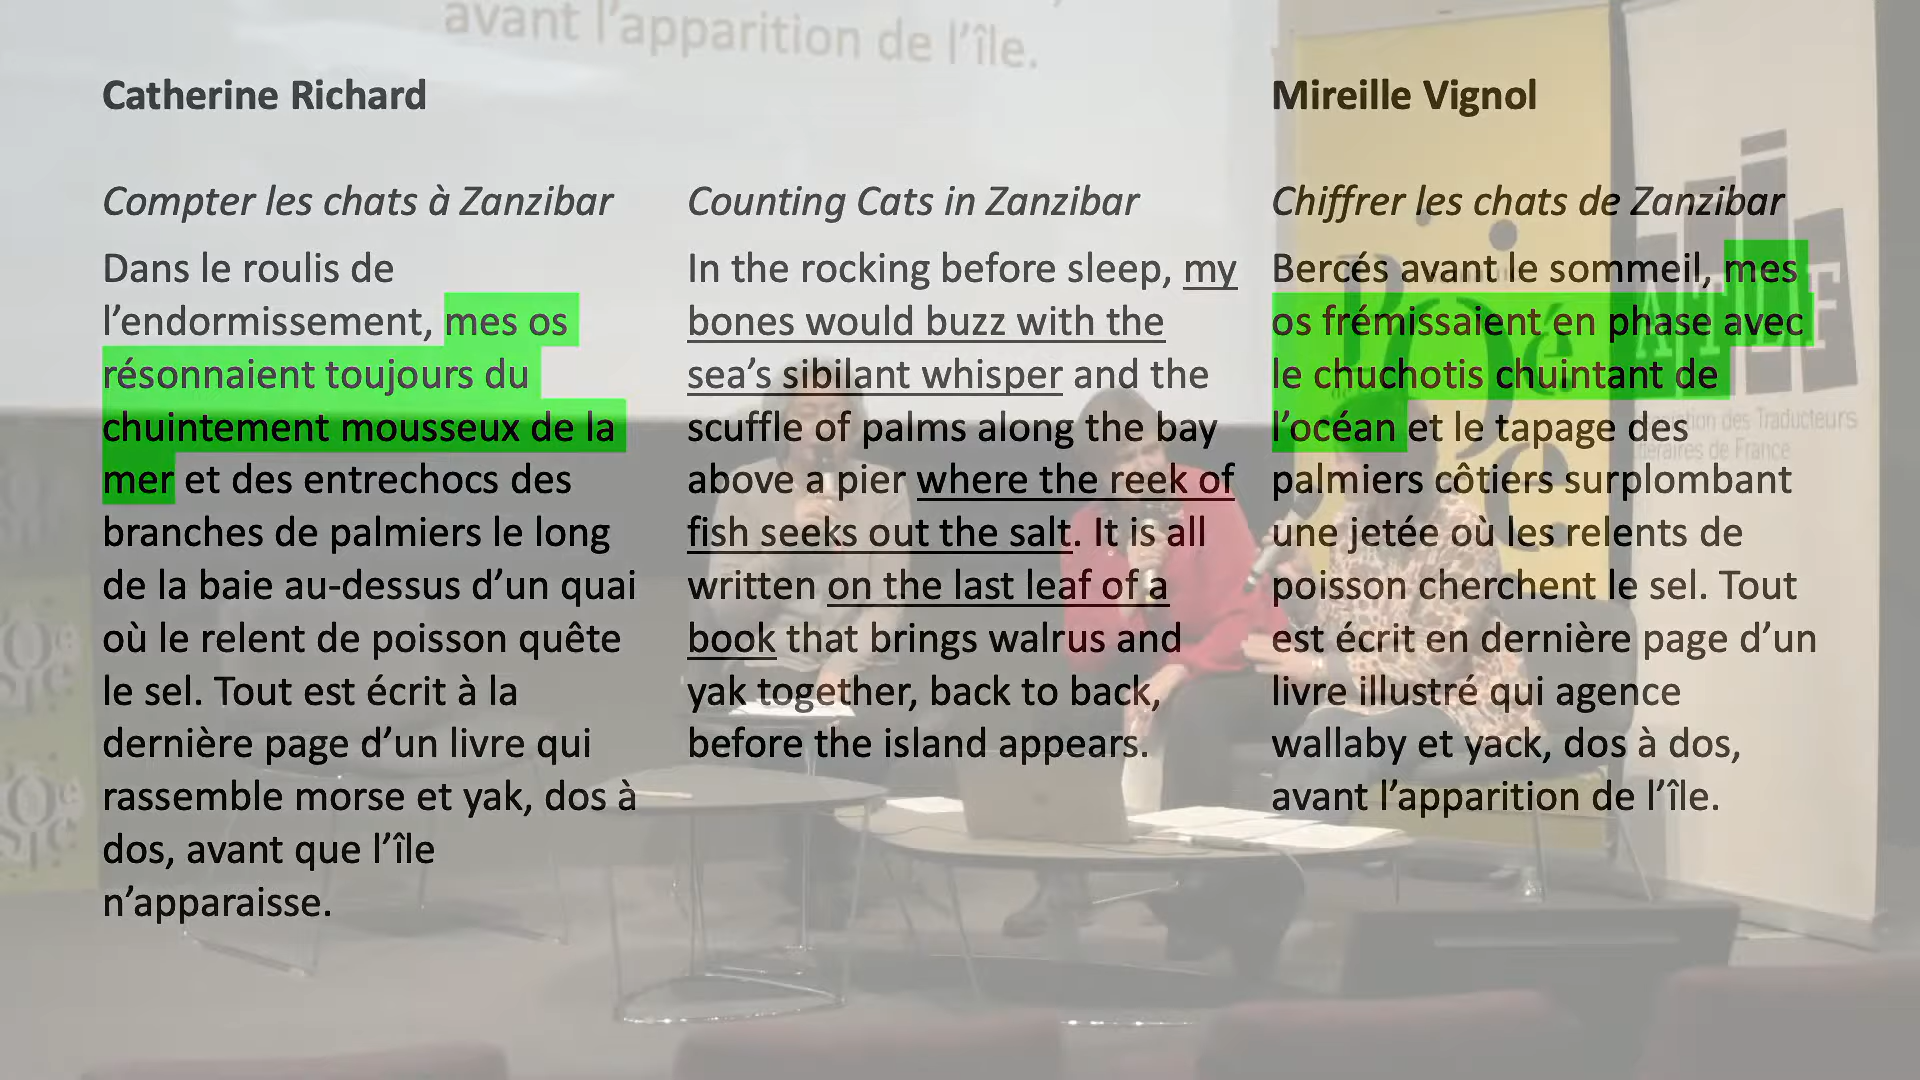 avant l'apparition de l'île.
Catherine Richard
Compter les chats à Zanzibar
Dans le roulis de
l'endormissement, mes os
résonnaient toujours du
chuintement mousseux de la
mer et des entrechocs des
branches de palmiers le long
de la baie au-dessus d'un quai
où le relent de poisson quête
le sel. Tout est écrit à la
dernière page d'un livre qui
rassemble morse et yak, dos à
dos, avant que l'île
n'apparaisse.
Counting Cats in Zanzibar
In the rocking before sleep, my
bones would buzz with the
sea's sibilant whisper and the
scuffle of palms along the bay
above a pier where the reek of
fish seeks out the salt. It is all
written on the last leaf of a
book that brings walrus and
yak together, back to back,
before the island appears.
Mireille Vignol
Chiffrer les chats de Zanzibar
Bercés avant le sommeil, mes
os frémissaient en phase avec
le chuchotis chuintant de
l'océan et le tapage des
palmiers côtiers surplombant
une jetée où les relents de
poisson cherchent le sel. Tout
est écrit en dernière page d'un
livre illustré qui agence
wallaby et yack, dos à dos,
avant l'apparition de l'île.
ATLF
des Traducteurs
de France